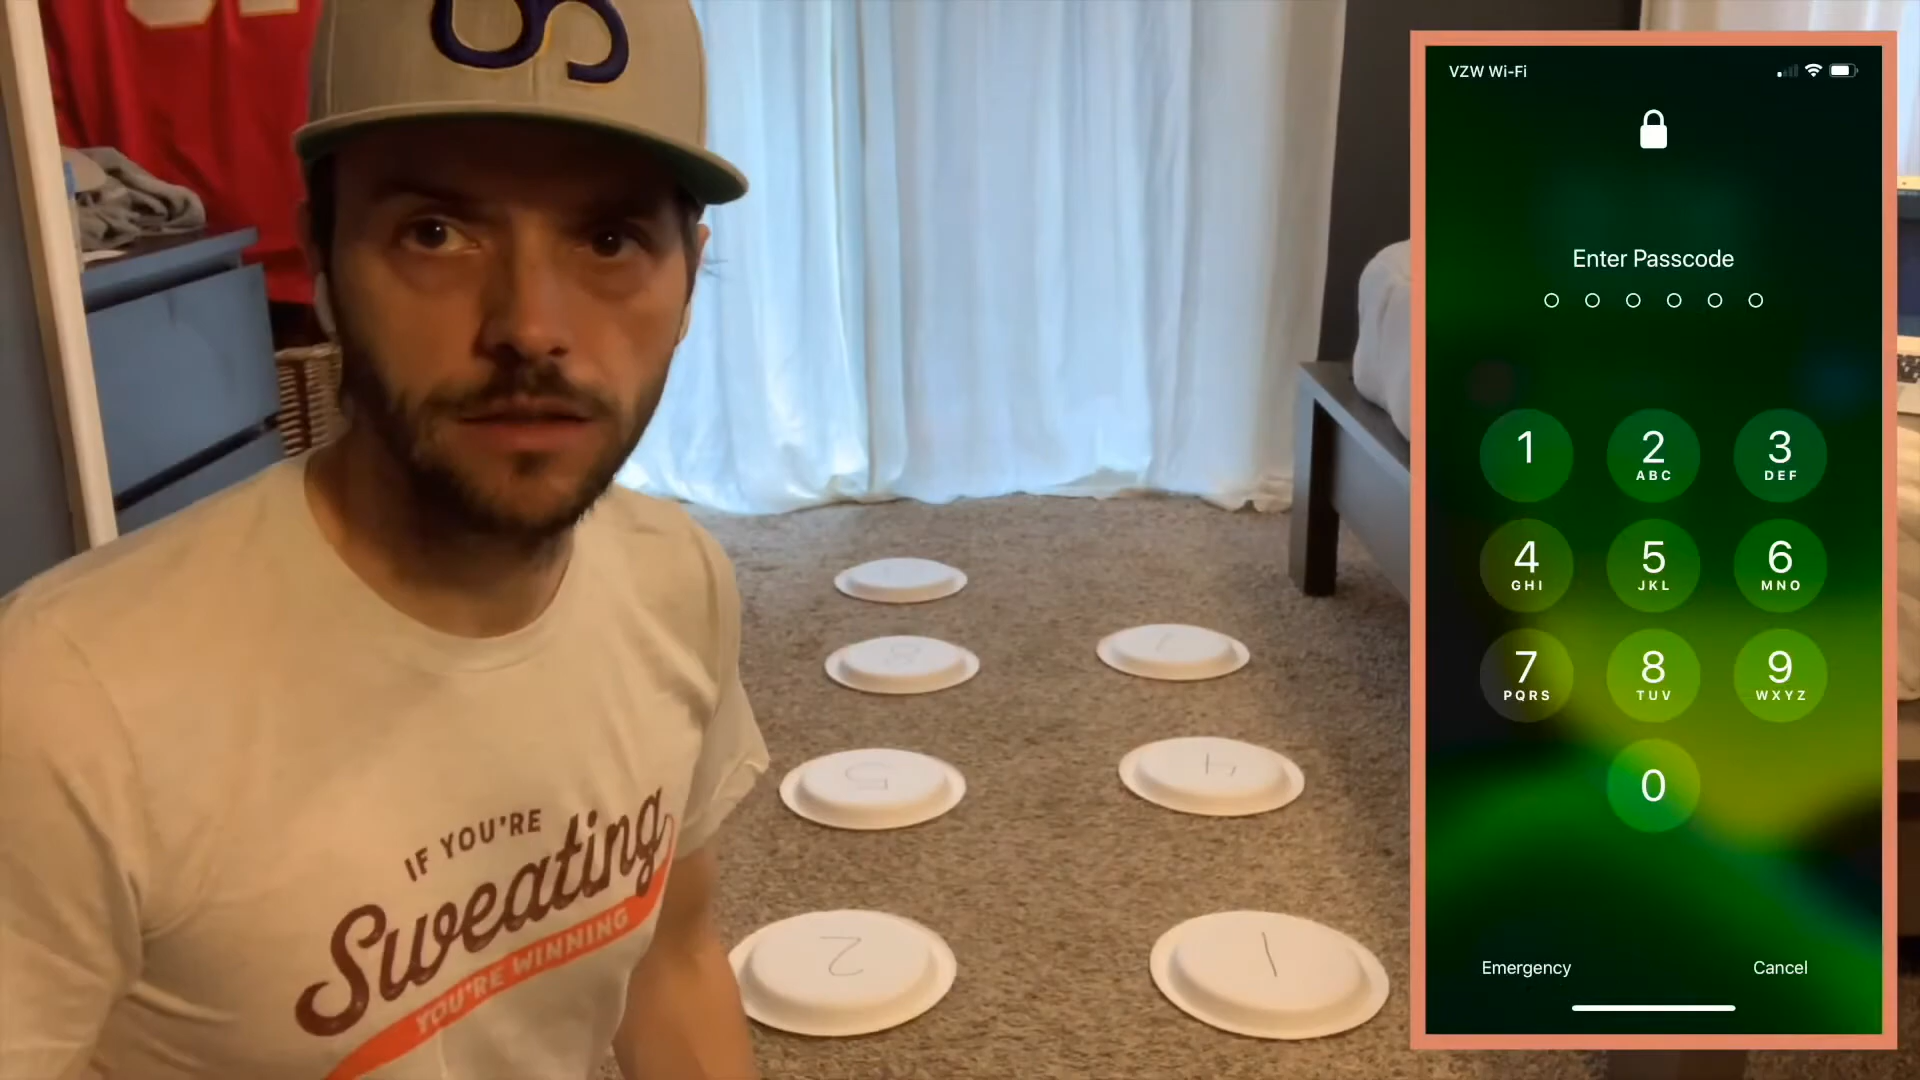 VZW Wi-Fi
Enter Passcode
1
2
ABC
3
DEF
4
GHI
5
JKL
6
MNO
7
PQRS
8
TUV
9
WXYZ
0
Emergency
Cancel
IF YOU'RE
Sweating
YOU'RE WINNING
8
7
5
4
2
1